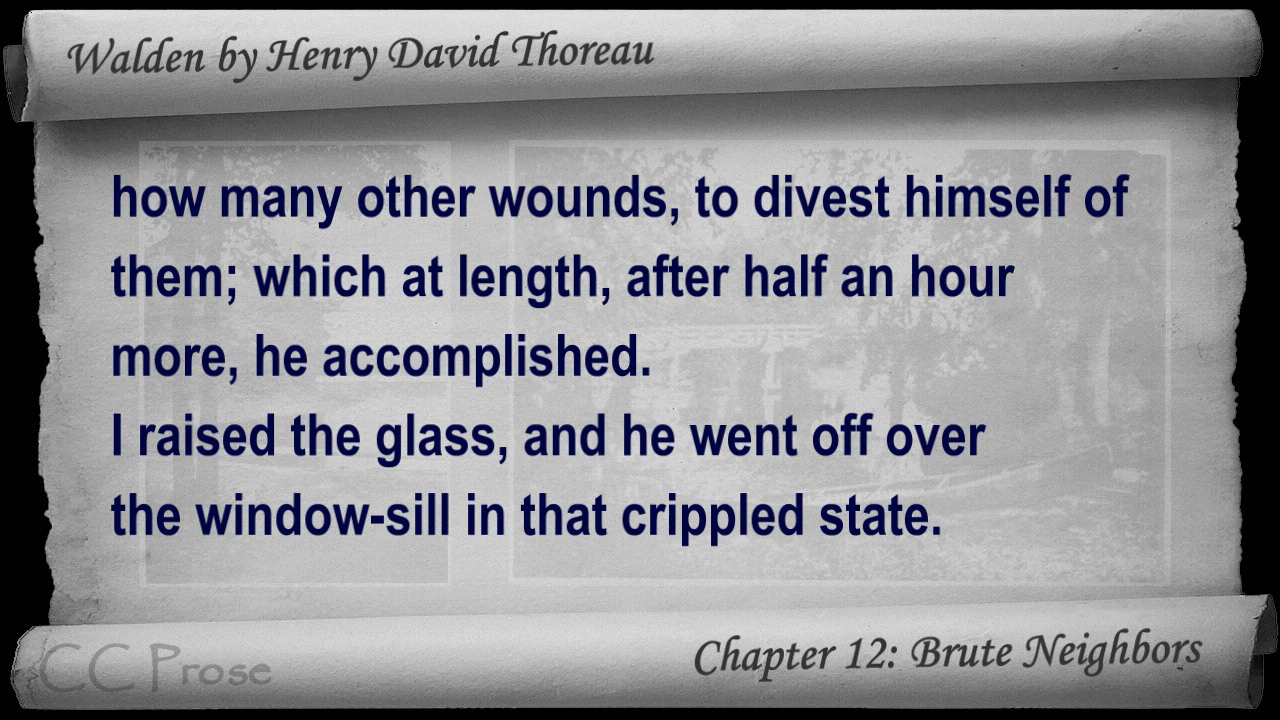 Walden by Henry David Thoreau
how many other wounds, to divest himself of
them; which at length, after half an hour
more, he accomplished.
I raised the glass, and he went off over
the window-sill in that crippled state.
CC Prose
Chapter 12: Brute Neighbors